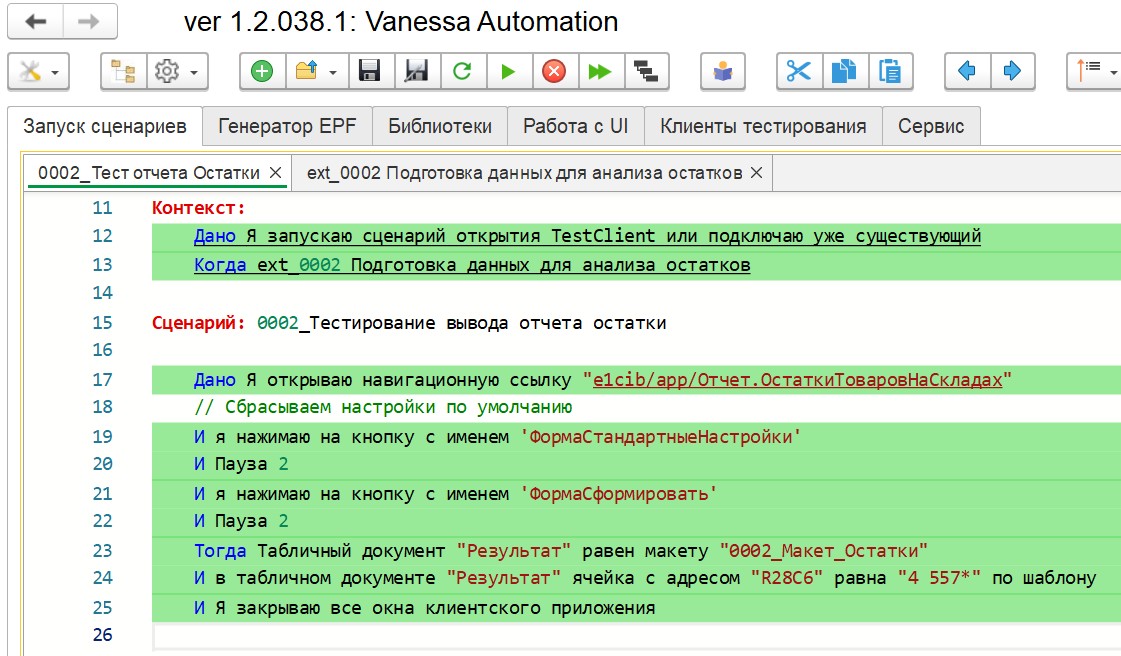 ver 1.2.038.1: Vanessa Automation
Запуск сценариев Генератор EPF Библиотеки Работа с UI Клиенты тестирования Сервис
0002_Тест отчета Остатки × ext_0002 Подготовка данных для анализа остатков ×
11 Контекст:
12 Дано Я запускаю сценарий открытия TestClient или подключаю уже существующий
13 Когда ext_0002 Подготовка данных для анализа остатков
14
15 Сценарий: 0002_Тестирование вывода отчета остатки
16
17 Дано Я открываю навигационную ссылку "e1cib/app/Отчет.ОстаткиТоваровНаСкладах"
18 // Сбрасываем настройки по умолчанию
19 И я нажимаю на кнопку с именем 'ФормаСтандартныеНастройки'
20 И Пауза 2
21 И я нажимаю на кнопку с именем 'ФормаСформировать'
22 И Пауза 2
23 Тогда Табличный документ "Результат" равен макету "0002_Макет_Остатки"
24 И в табличном документе "Результат" ячейка с адресом "R28C6" равна "4 557*" по шаблону
25 И Я закрываю все окна клиентского приложения
26